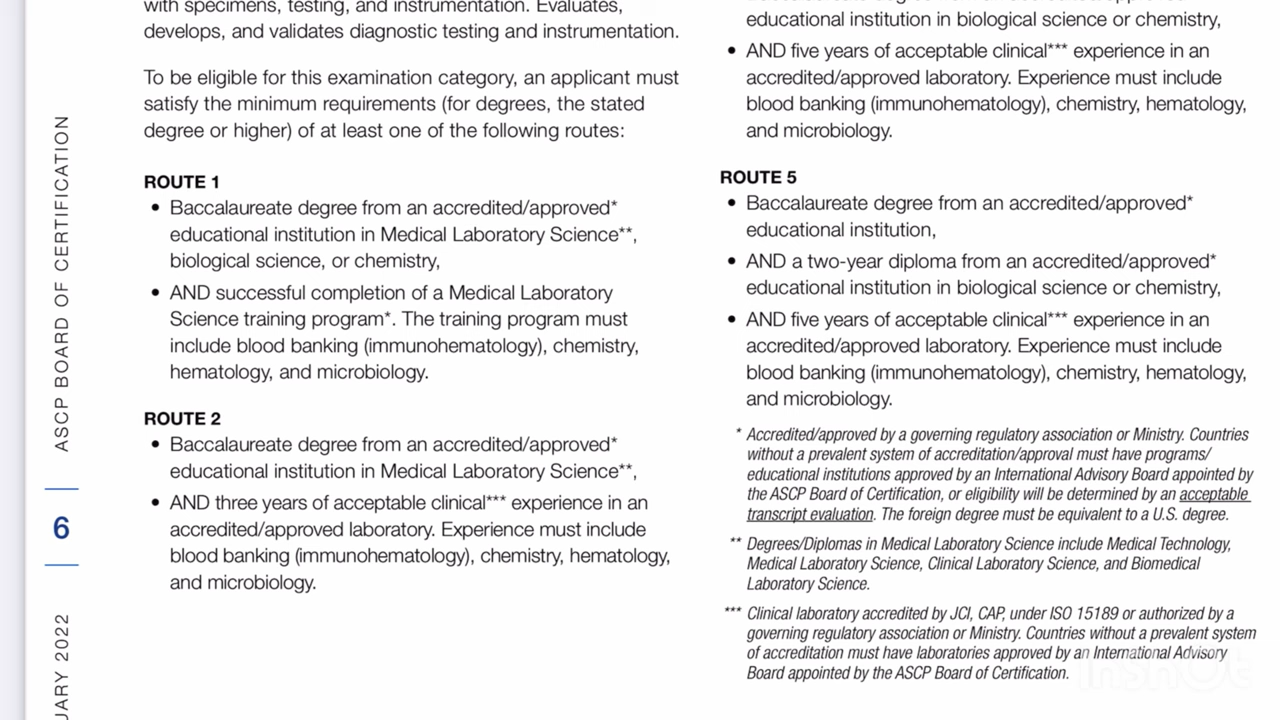 with specimens, testing, and instrumentation. Evaluates,
develops, and validates diagnostic testing and instrumentation.
To be eligible for this examination category, an applicant must
satisfy the minimum requirements (for degrees, the stated
degree or higher) of at least one of the following routes:
ROUTE 1
• Baccalaureate degree from an accredited/approved*
educational institution in Medical Laboratory Science**,
biological science, or chemistry,
• AND successful completion of a Medical Laboratory
Science training program*. The training program must
include blood banking (immunohematology), chemistry,
hematology, and microbiology.
ROUTE 2
• Baccalaureate degree from an accredited/approved*
educational institution in Medical Laboratory Science**,
• AND three years of acceptable clinical*** experience in an
accredited/approved laboratory. Experience must include
blood banking (immunohematology), chemistry, hematology,
and microbiology.
educational institution in biological science or chemistry,
• AND five years of acceptable clinical*** experience in an
accredited/approved laboratory. Experience must include
blood banking (immunohematology), chemistry, hematology,
and microbiology.
ROUTE 5
• Baccalaureate degree from an accredited/approved*
educational institution,
• AND a two-year diploma from an accredited/approved*
educational institution in biological science or chemistry,
• AND five years of acceptable clinical*** experience in an
accredited/approved laboratory. Experience must include
blood banking (immunohematology), chemistry, hematology,
and microbiology.
* Accredited/approved by a governing regulatory association or Ministry. Countries
without a prevalent system of accreditation/approval must have programs/
educational institutions approved by an International Advisory Board appointed by
the ASCP Board of Certification, or eligibility will be determined by an acceptable
transcript evaluation. The foreign degree must be equivalent to a U.S. degree.
** Degrees/Diplomas in Medical Laboratory Science include Medical Technology,
Medical Laboratory Science, Clinical Laboratory Science, and Biomedical
Laboratory Science.
*** Clinical laboratory accredited by JCI, CAP, under ISO 15189 or authorized by a
governing regulatory association or Ministry. Countries without a prevalent system
of accreditation must have laboratories approved by an International Advisory
Board appointed by the ASCP Board of Certification.
ASCP BOARD OF CERTIFICATION
6
UARY 2022
InShOt